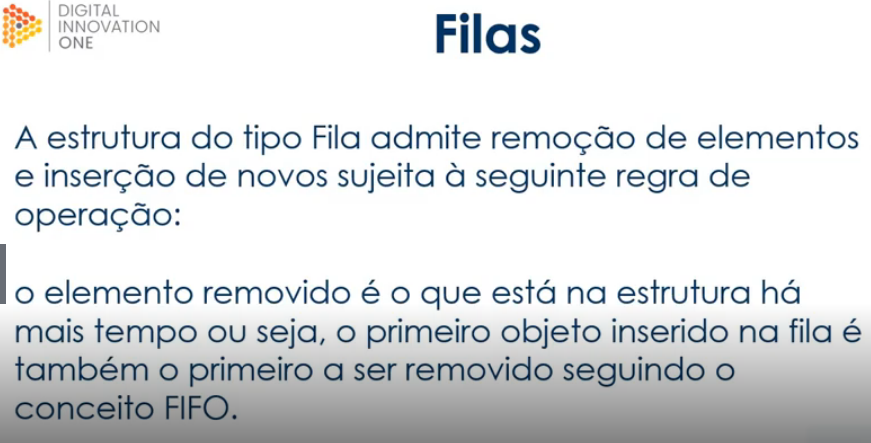 DIGITAL
INNOVATION
ONE
Filas
A estrutura do tipo Fila admite remoção de elementos
e inserção de novos sujeita à seguinte regra de
operação:
o elemento removido é o que está na estrutura há
mais tempo ou seja, o primeiro objeto inserido na fila é
também o primeiro a ser removido seguindo o
conceito FIFO.